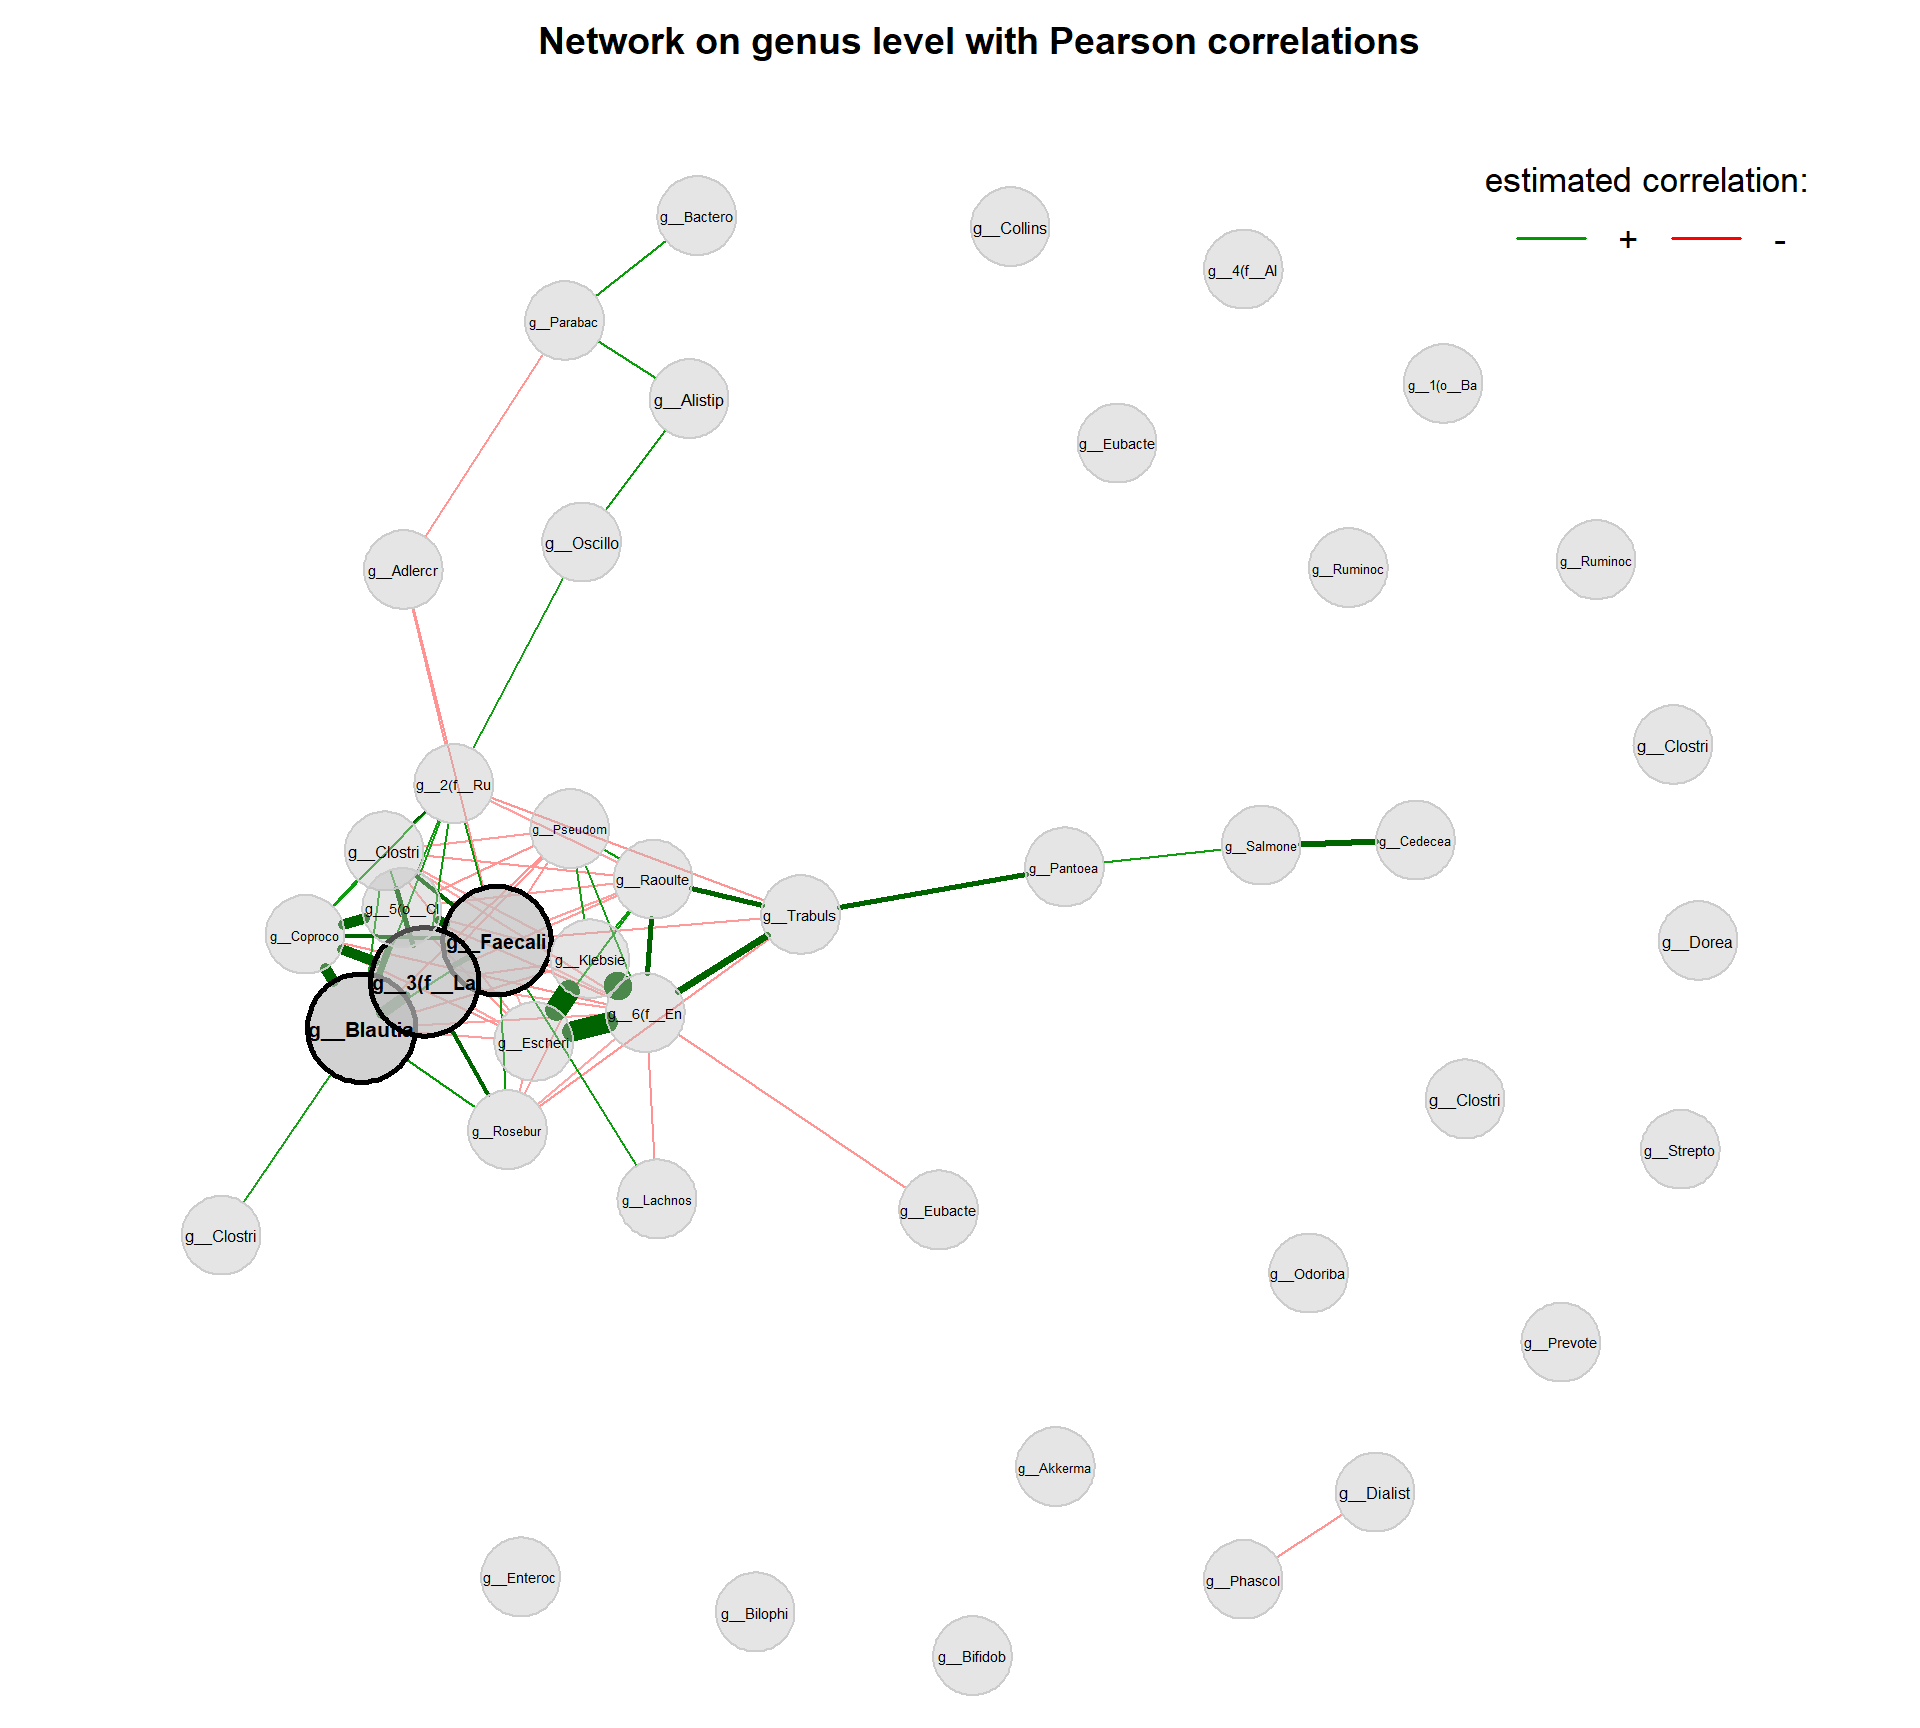 Network on genus level with Pearson correlations
estimated correlation:
+ -
g__Bactero
g__Collins
g__4(f__Al
g__Parabac
g__1(o__Ba
g__Alistip
g__Eubacte
g__Oscillo
g__Adlercr
g__Ruminoc
g__Ruminoc
g__Clostri
g__2(f__Ru
g__Pseudom
g__Clostri
g__Salmone
g__Cedecea
g__Pantoea
g__Raoulte
g__5(o__Cl
g__Trabuls
g__Coproco
g__Faecali
g__Dorea
g__Klebsie
g__3(f__La
g__6(f__En
g__Blautia
g__Escheri
g__Clostri
g__Rosebur
g__Strepto
g__Lachnos
g__Eubacte
g__Clostri
g__Odoriba
g__Prevote
g__Akkerma
g__Dialist
g__Enteroc
g__Phascol
g__Bilophi
g__Bifidob